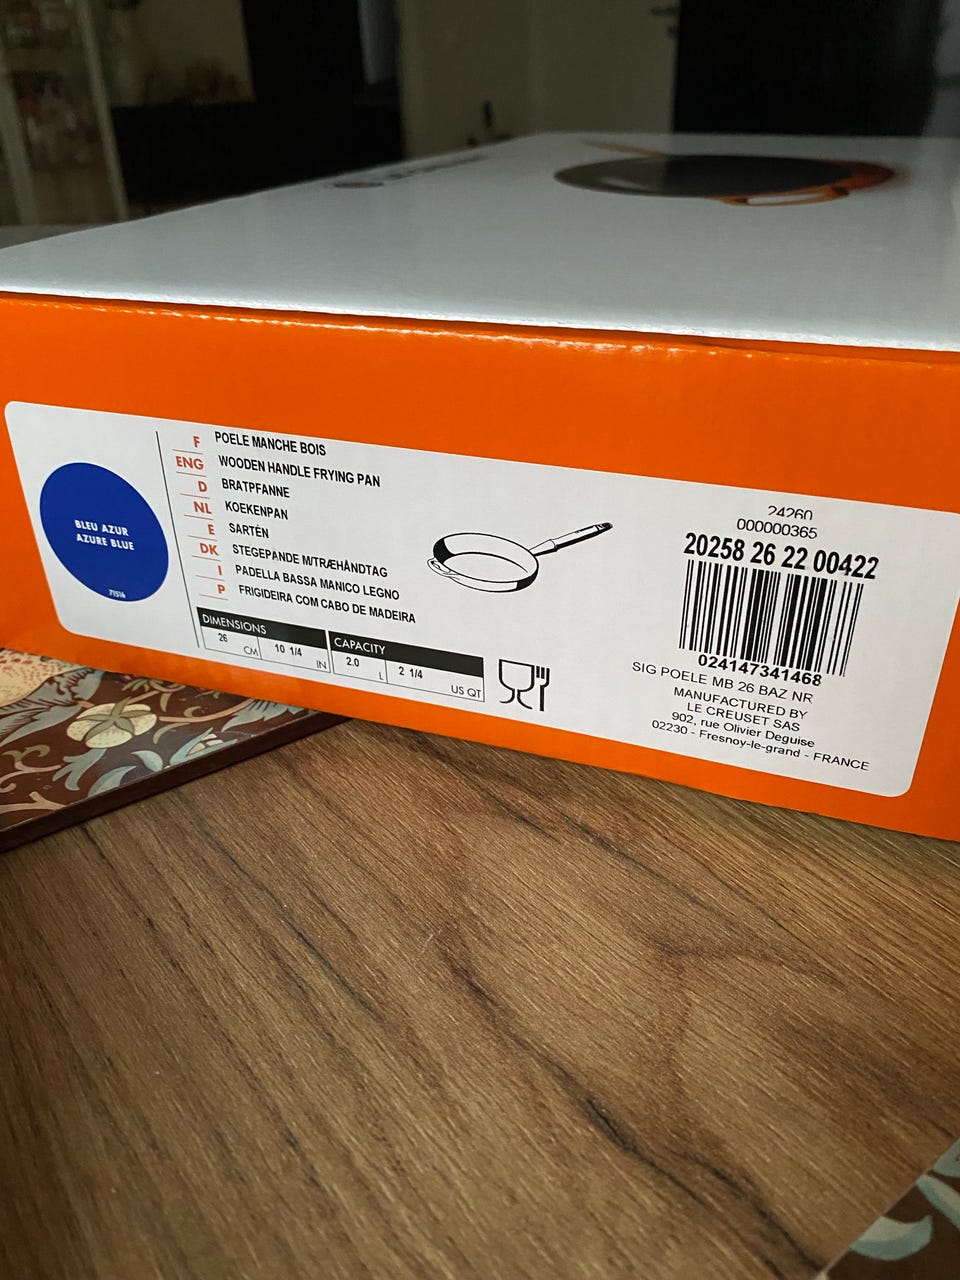 BLEU AZUR
AZURE BLUE
F POELE MANCHE BOIS
ENG WOODEN HANDLE FRYING PAN
D BRATPFANNE
NL KOEKENPAN
E SARTÉN
DK STEGEPANDE M/TRÆHÅNDTAG
I PADELLA BASSA MANICO LEGNO
P FRIGIDEIRA COM CABO DE MADEIRA
DIMENSIONS
26 CM 10 1/4 IN
CAPACITY
2.0 L 2 1/4 US QT
24260
000000365
20258 26 22 00422
024147341468
SIG POELE MB 26 BAZ NR
MANUFACTURED BY
LE CREUSET SAS
902, rue Olivier Deguise
02230 - Fresnoy-le-grand - FRANCE